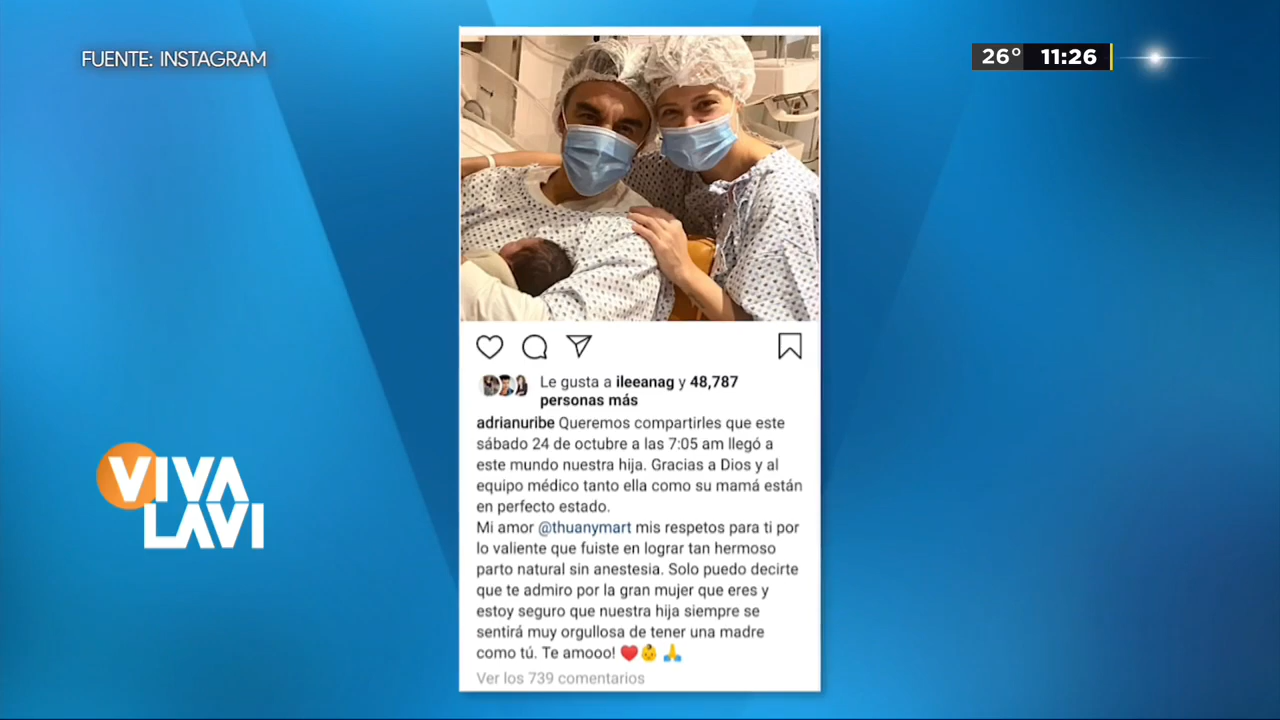 FUENTE: INSTAGRAM
26° 11:26
Le gusta a ileeanag y 48,787
personas más
adrianuribe Queremos compartirles que este
sábado 24 de octubre a las 7:05 am llegó a
este mundo nuestra hija. Gracias a Dios y al
equipo médico tanto ella como su mamá están
en perfecto estado.
Mi amor @thuanymart mis respetos para ti por
lo valiente que fuiste en lograr tan hermoso
parto natural sin anestesia. Solo puedo decirte
que te admiro por la gran mujer que eres y
estoy seguro que nuestra hija siempre se
sentirá muy orgullosa de tener una madre
como tú. Te amooo! ❤️👶🙏
Ver los 739 comentarios
VIVA
LAVI